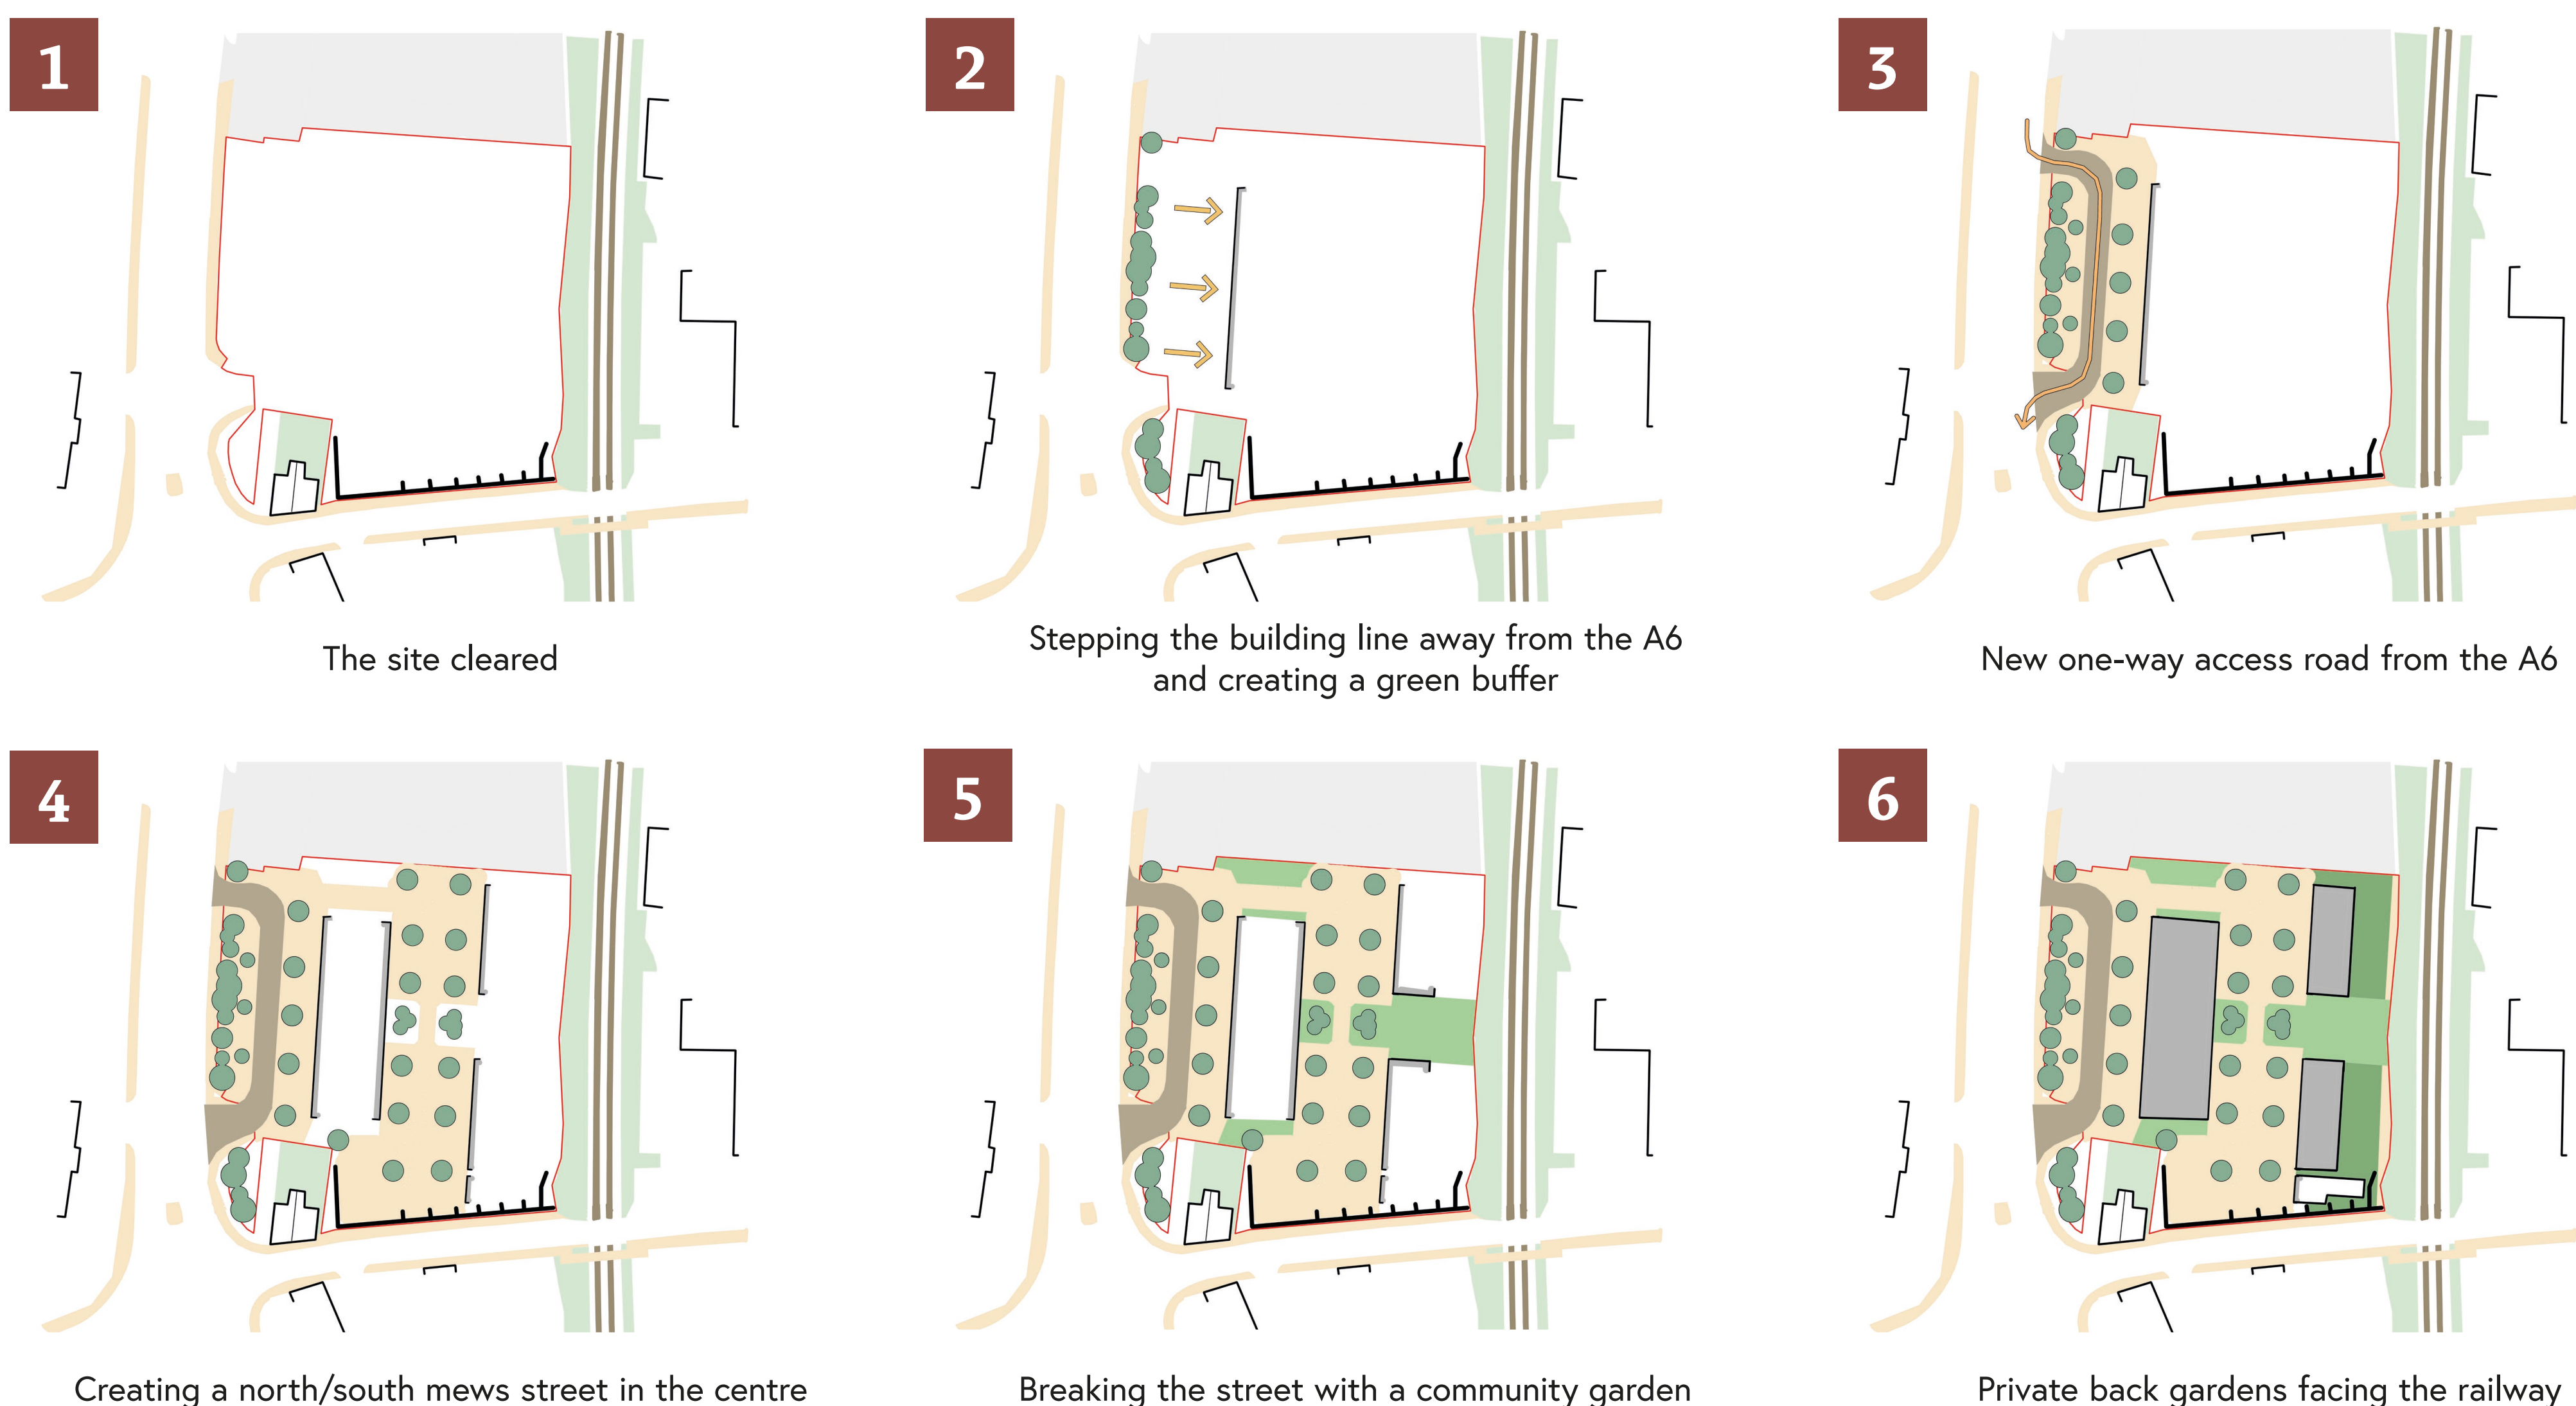 1
2
3
The site cleared
Stepping the building line away from the A6
and creating a green buffer
New one-way access road from the A6
4
5
6
Creating a north/south mews street in the centre
Breaking the street with a community garden
Private back gardens facing the railway